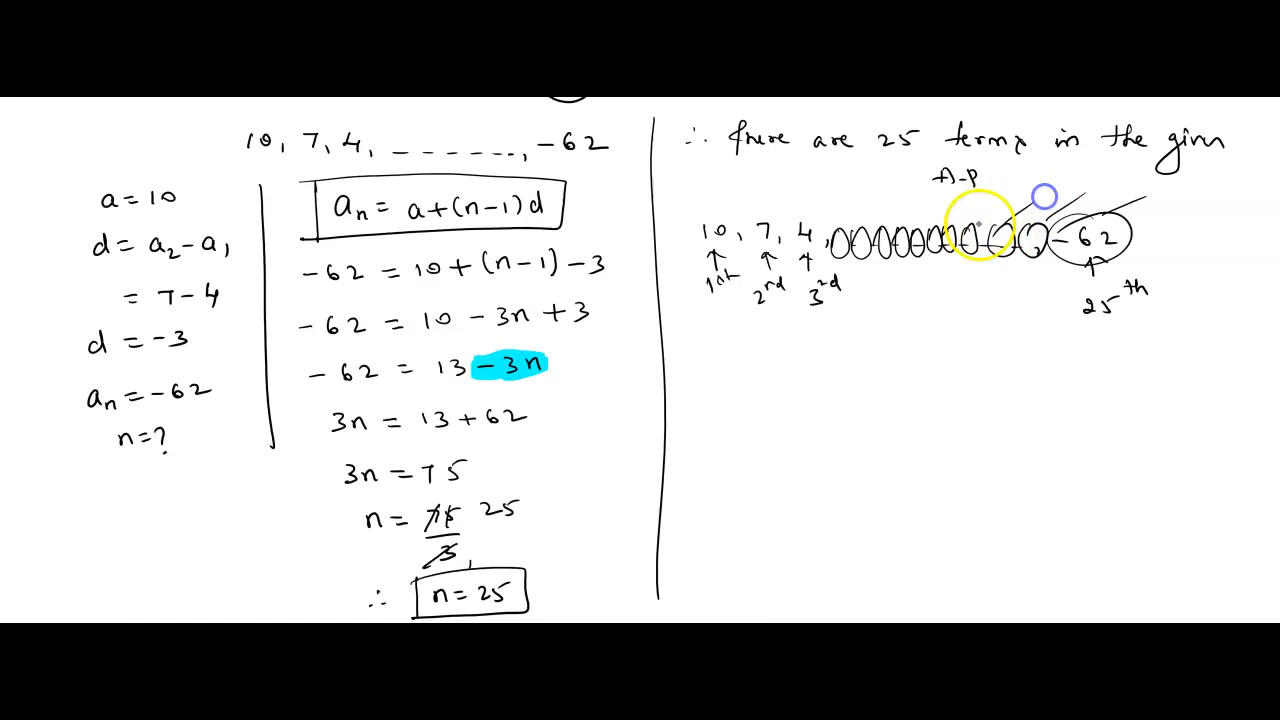 10, 7, 4, _ _ _ _ _ _ , -62
a = 10
d = a₂ - a₁
= 7 - 4
d = -3
aₙ = -62
n = ?
aₙ = a + (n-1) d
-62 = 10 + (n-1) -3
-62 = 10 - 3n + 3
-62 = 13 - 3n
3n = 13 + 62
3n = 75
n = 75/3 25
∴ n = 25
∴ there are 25 terms in the given
A-P
10, 7, 4, , -62
1st 2nd 3rd 25th